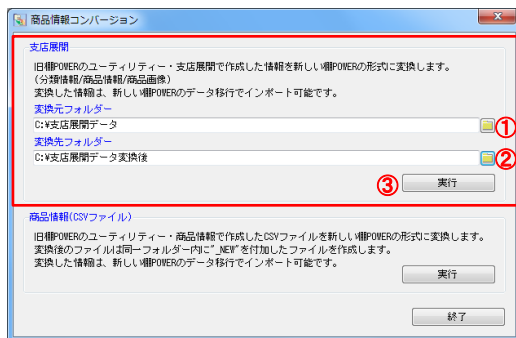 商品情報コンバージョン
支店展開
旧棚POWERのユーティリティー・支店展開で作成した情報を新しい棚POWERの形式に変換します。
(分類情報/商品情報/商品画像)
変換した情報は、新しい棚POWERのデータ移行でインポート可能です。
変換元フォルダー
C:¥支店展開データ
①
変換先フォルダー
C:¥支店展開データ変換後
②
③ 実行
商品情報(CSVファイル)
旧棚POWERのユーティリティー・商品情報で作成したCSVファイルを新しい棚POWERの形式に変換します。
変換後のファイルは同一フォルダー内に"_NEW"を付加したファイルを作成します。
変換した情報は、新しい棚POWERのデータ移行でインポート可能です。
実行
終了